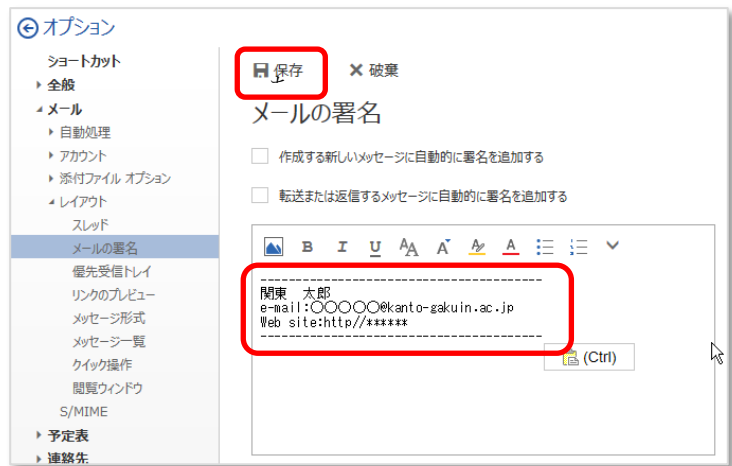 オプション
ショートカット
全般
メール
自動処理
アカウント
添付ファイル オプション
レイアウト
スレッド
メールの署名
優先受信トレイ
リンクのプレビュー
メッセージ形式
メッセージ一覧
クイック操作
閲覧ウィンドウ
S/MIME
予定表
連絡先
保存 破棄
メールの署名
作成する新しいメッセージに自動的に署名を追加する
転送または返信するメッセージに自動的に署名を追加する
B I U AA A A A
----------------------------------------
関東 太郎
e-mail:〇〇〇〇〇@kanto-gakuin.ac.jp
Web site:http//******
----------------------------------------
(Ctrl)